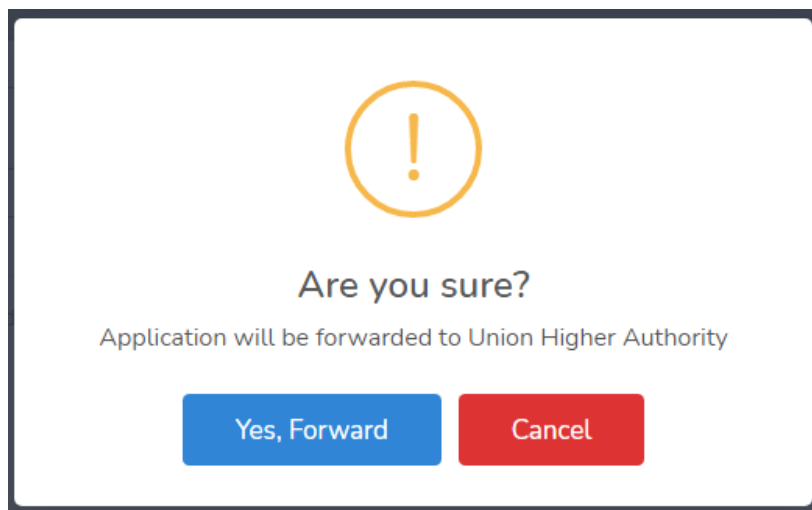 Are you sure?
Application will be forwarded to Union Higher Authority
Yes, Forward
Cancel